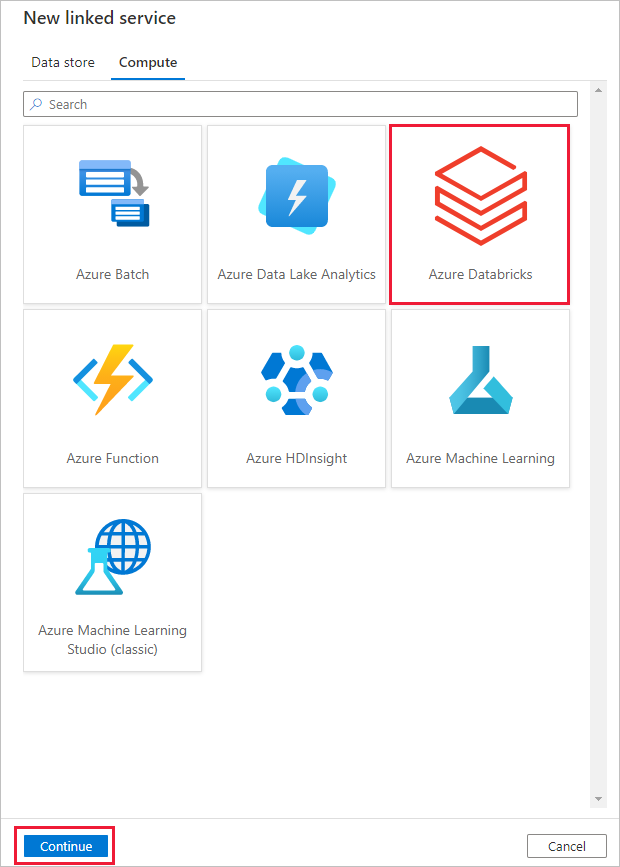 New linked service
Data store
Compute
Search
Azure Batch
Azure Data Lake Analytics
Azure Databricks
Azure Function
Azure HDInsight
Azure Machine Learning
Azure Machine Learning
Studio (classic)
Continue
Cancel